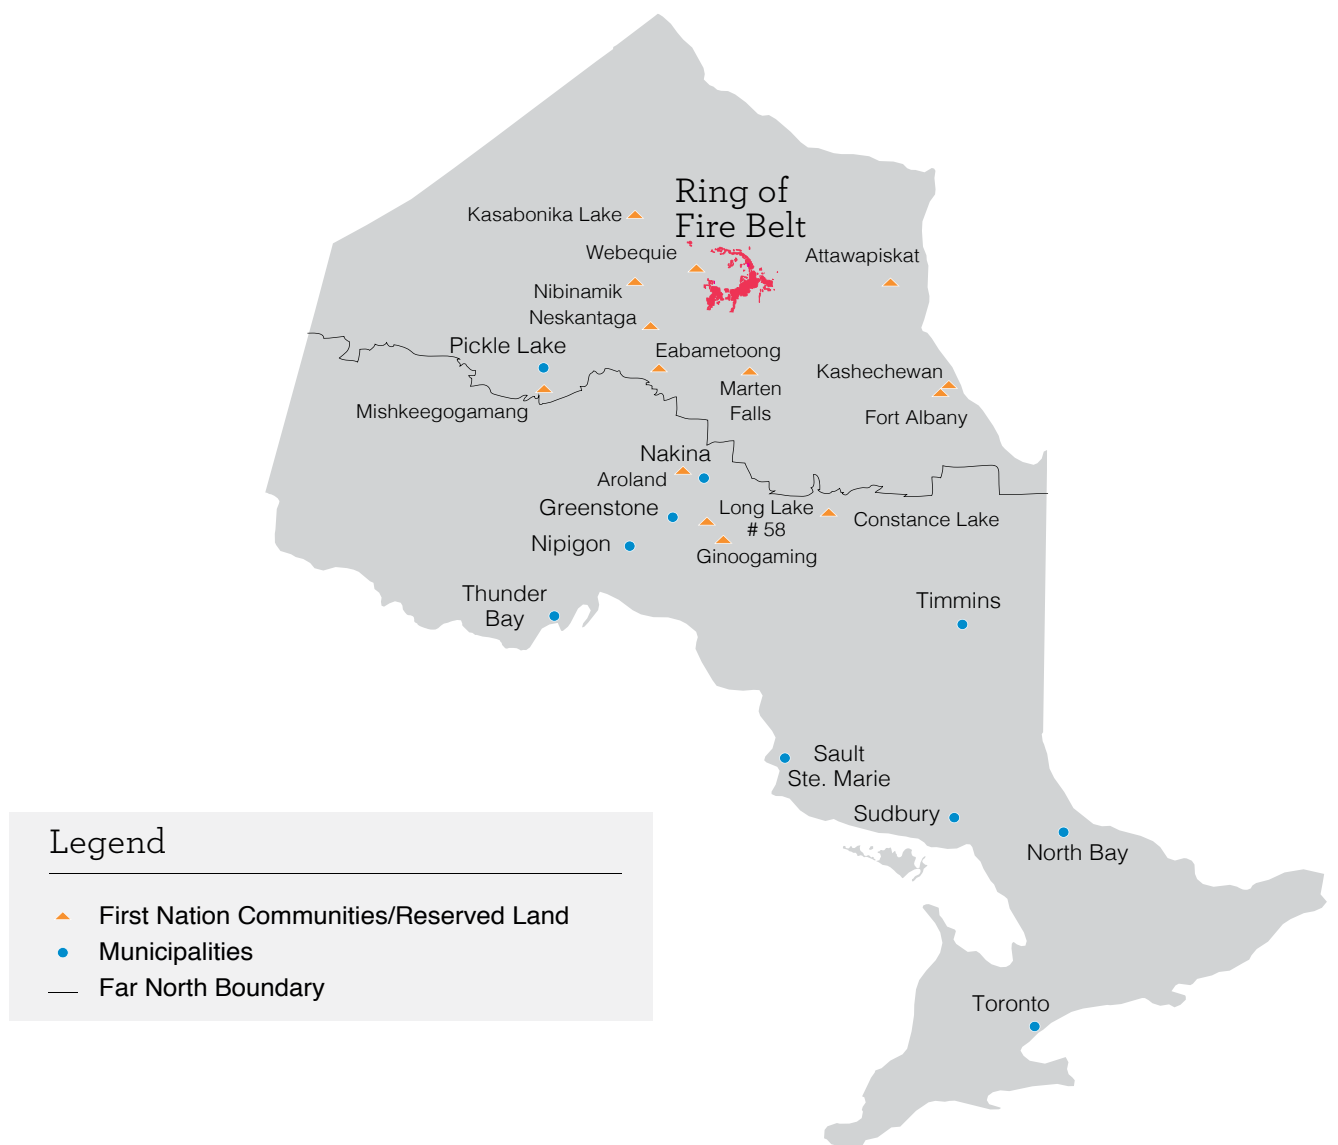 Ring of
Fire Belt
Kasabonika Lake
Webequie
Attawapiskat
Nibinamik
Neskantaga
Pickle Lake
Eabametoong
Kashechewan
Marten
Falls
Mishkeegogamang
Fort Albany
Nakina
Aroland
Greenstone
Long Lake
# 58
Constance Lake
Nipigon
Ginoogaming
Thunder
Bay
Timmins
Sault
Ste. Marie
Sudbury
North Bay
Toronto
Legend
First Nation Communities/Reserved Land
Municipalities
Far North Boundary